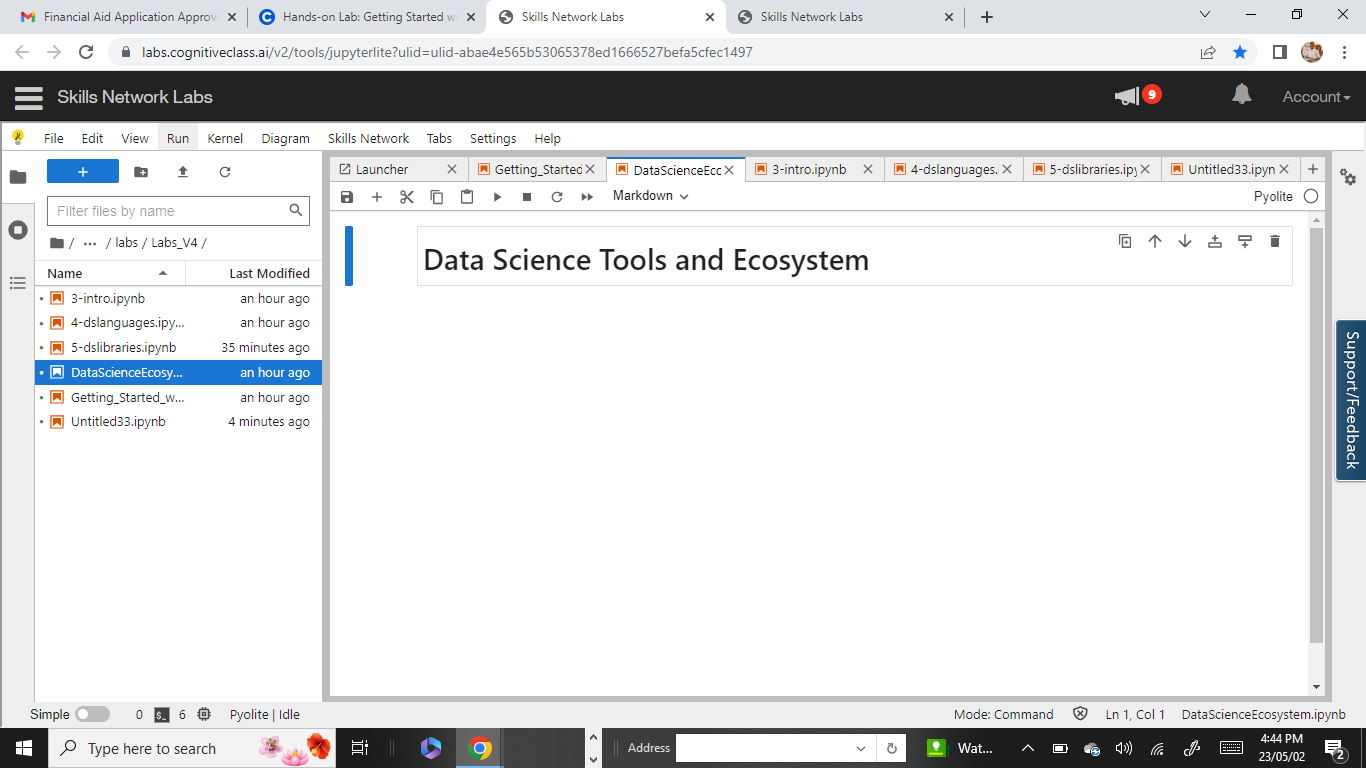 Financial Aid Application Approv
Hands-on Lab: Getting Started w
Skills Network Labs
Skills Network Labs
labs.cognitiveclass.ai/v2/tools/jupyterlite?ulid=ulid-abae4e565b53065378ed1666527befa5cfec1497
Skills Network Labs
9
Account
File Edit View Run Kernel Diagram Skills Network Tabs Settings Help
Launcher
Getting_Started
DataScienceEcc
3-intro.ipynb
4-dslanguages.
5-dslibraries.ipy
Untitled33.ipyn
Markdown
Pyolite
Filter files by name
/ ... / labs / Labs_V4 /
Name Last Modified
3-intro.ipynb an hour ago
4-dslanguages.ipy... an hour ago
5-dslibraries.ipynb 35 minutes ago
DataScienceEcosy... an hour ago
Getting_Started_w... an hour ago
Untitled33.ipynb 4 minutes ago
Data Science Tools and Ecosystem
Support/Feedback
Simple 0 $_ 6 Pyolite | Idle
Mode: Command Ln 1, Col 1 DataScienceEcosystem.ipynb
Type here to search
Address
Wat...
4:44 PM
23/05/02
2